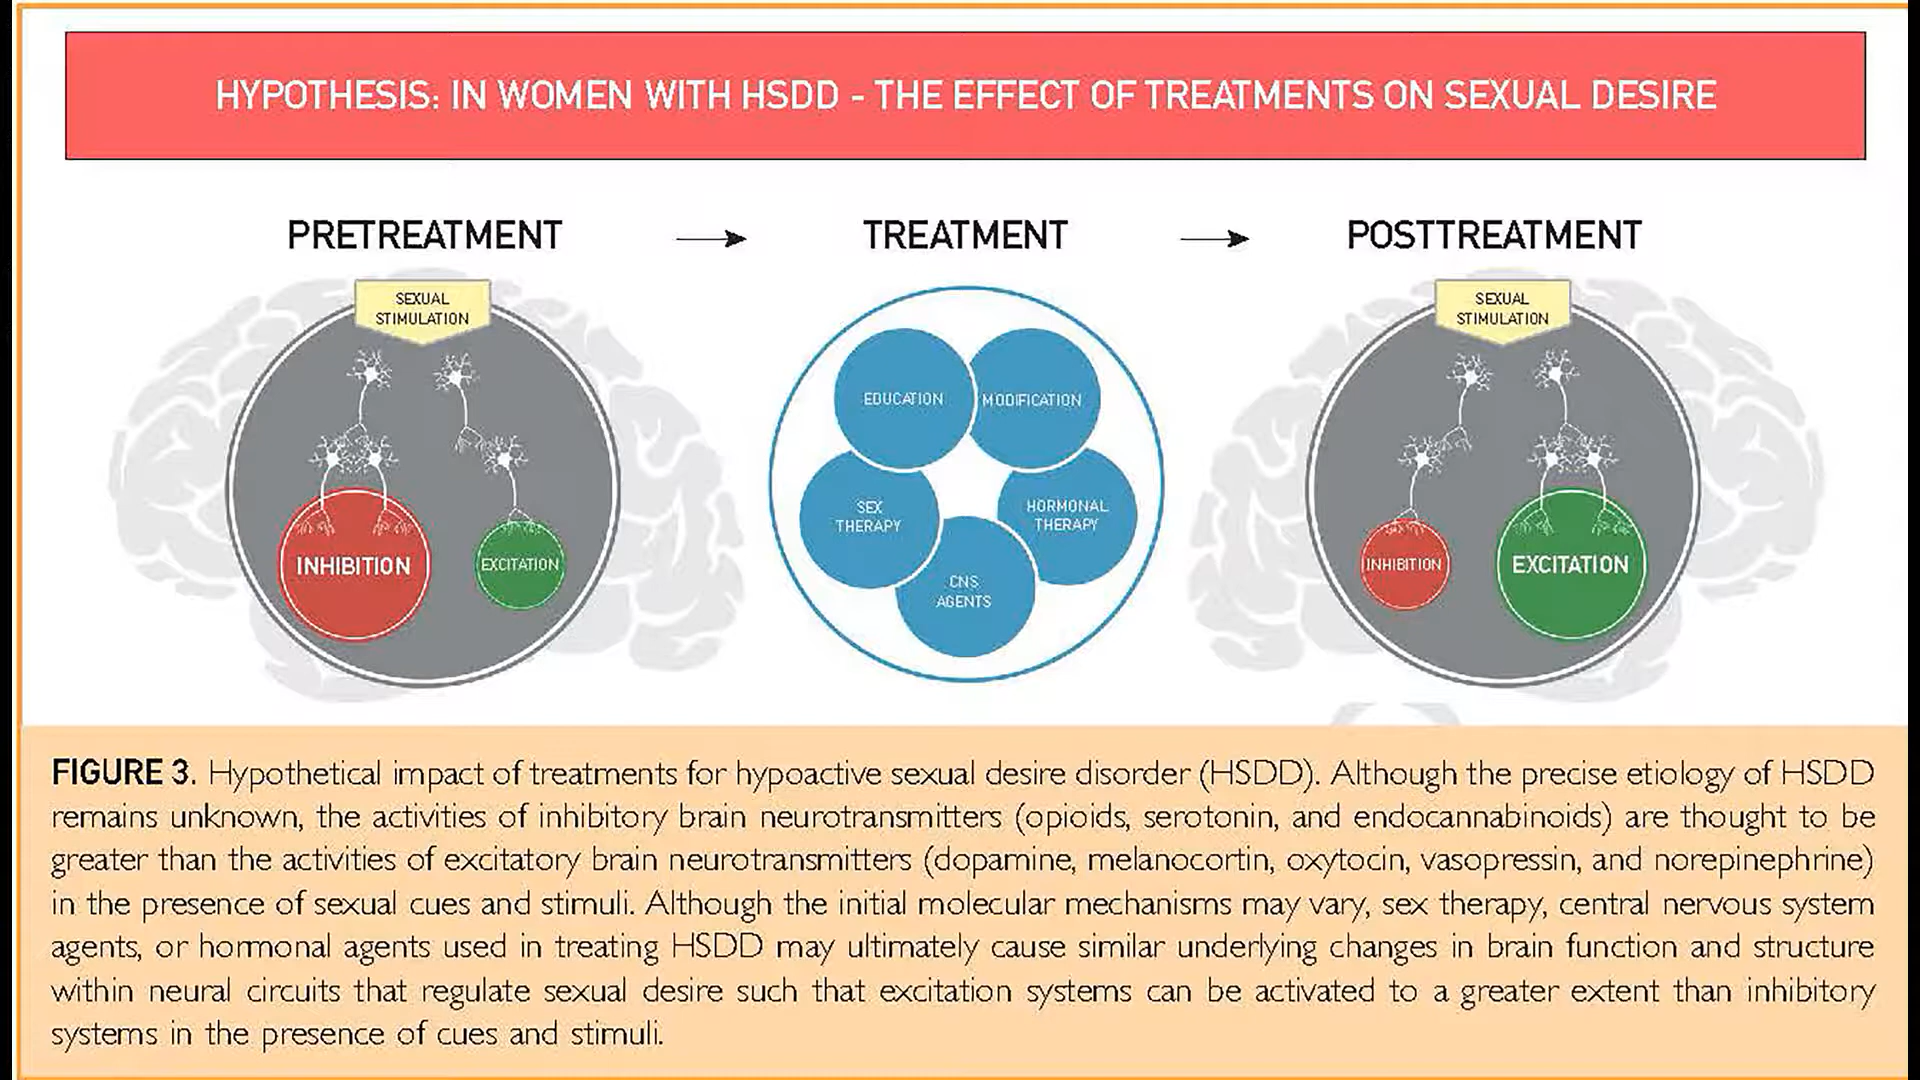 HYPOTHESIS: IN WOMEN WITH HSDD - THE EFFECT OF TREATMENTS ON SEXUAL DESIRE
PRETREATMENT
TREATMENT
POSTTREATMENT
SEXUAL
STIMULATION
INHIBITION
EXCITATION
EDUCATION
MODIFICATION
SEX
THERAPY
HORMONAL
THERAPY
CNS
AGENTS
SEXUAL
STIMULATION
INHIBITION
EXCITATION
FIGURE 3. Hypothetical impact of treatments for hypoactive sexual desire disorder (HSDD). Although the precise etiology of HSDD
remains unknown, the activities of inhibitory brain neurotransmitters (opioids, serotonin, and endocannabinoids) are thought to be
greater than the activities of excitatory brain neurotransmitters (dopamine, melanocortin, oxytocin, vasopressin, and norepinephrine)
in the presence of sexual cues and stimuli. Although the initial molecular mechanisms may vary, sex therapy, central nervous system
agents, or hormonal agents used in treating HSDD may ultimately cause similar underlying changes in brain function and structure
within neural circuits that regulate sexual desire such that excitation systems can be activated to a greater extent than inhibitory
systems in the presence of cues and stimuli.